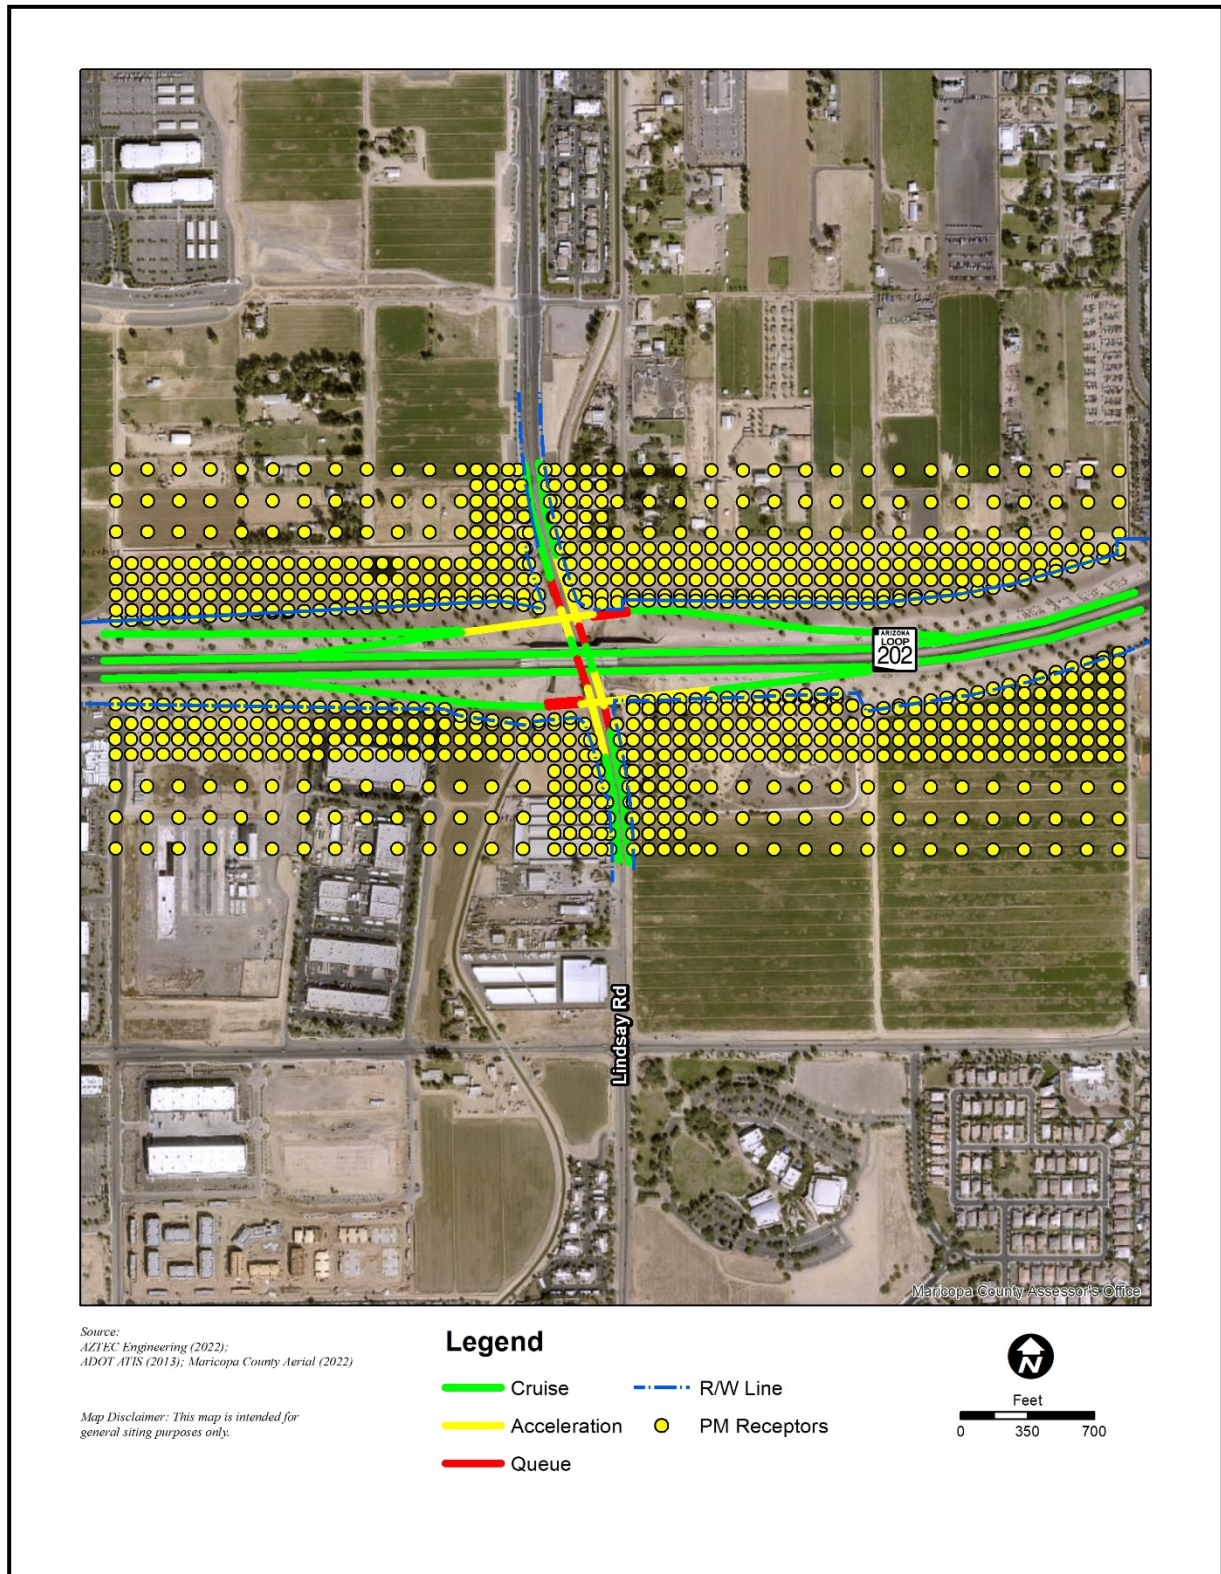 ARIZONA
LOOP
202
Lindsay Rd
Maricopa County Assessor's Office
Source:
AZTEC Engineering (2022);
ADOT ATIS (2013); Maricopa County Aerial (2022)
Map Disclaimer: This map is intended for
general siting purposes only.
Legend
Cruise
R/W Line
Acceleration
PM Receptors
Queue
N
Feet
0 350 700